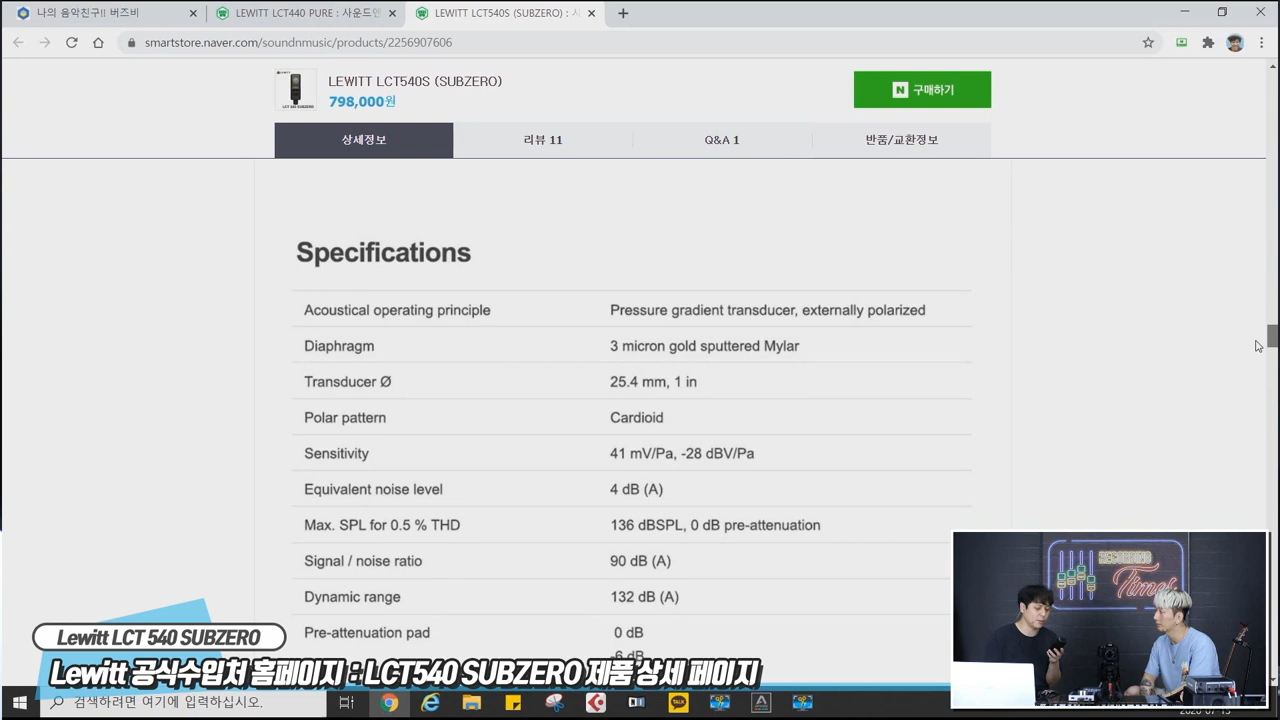 나의 음악친구!! 버즈비
LEWITT LCT440 PURE : 사운드엔
LEWITT LCT540S (SUBZERO) : 사
smartstore.naver.com/soundnmusic/products/2256907606
LEWITT LCT540S (SUBZERO)
798,000원
N 구매하기
상세정보
리뷰 11
Q&A 1
반품/교환정보
Specifications
Acoustical operating principle Pressure gradient transducer, externally polarized
Diaphragm 3 micron gold sputtered Mylar
Transducer Ø 25.4 mm, 1 in
Polar pattern Cardioid
Sensitivity 41 mV/Pa, -28 dBV/Pa
Equivalent noise level 4 dB (A)
Max. SPL for 0.5 % THD 136 dBSPL, 0 dB pre-attenuation
Signal / noise ratio 90 dB (A)
Dynamic range 132 dB (A)
Pre-attenuation pad 0 dB
-6 dB
RECORDING
Times
Lewitt LCT 540 SUBZERO
Lewitt 공식수입처 홈페이지 : LCT540 SUBZERO 제품 상세 페이지
검색하려면 여기에 입력하십시오.
TALK